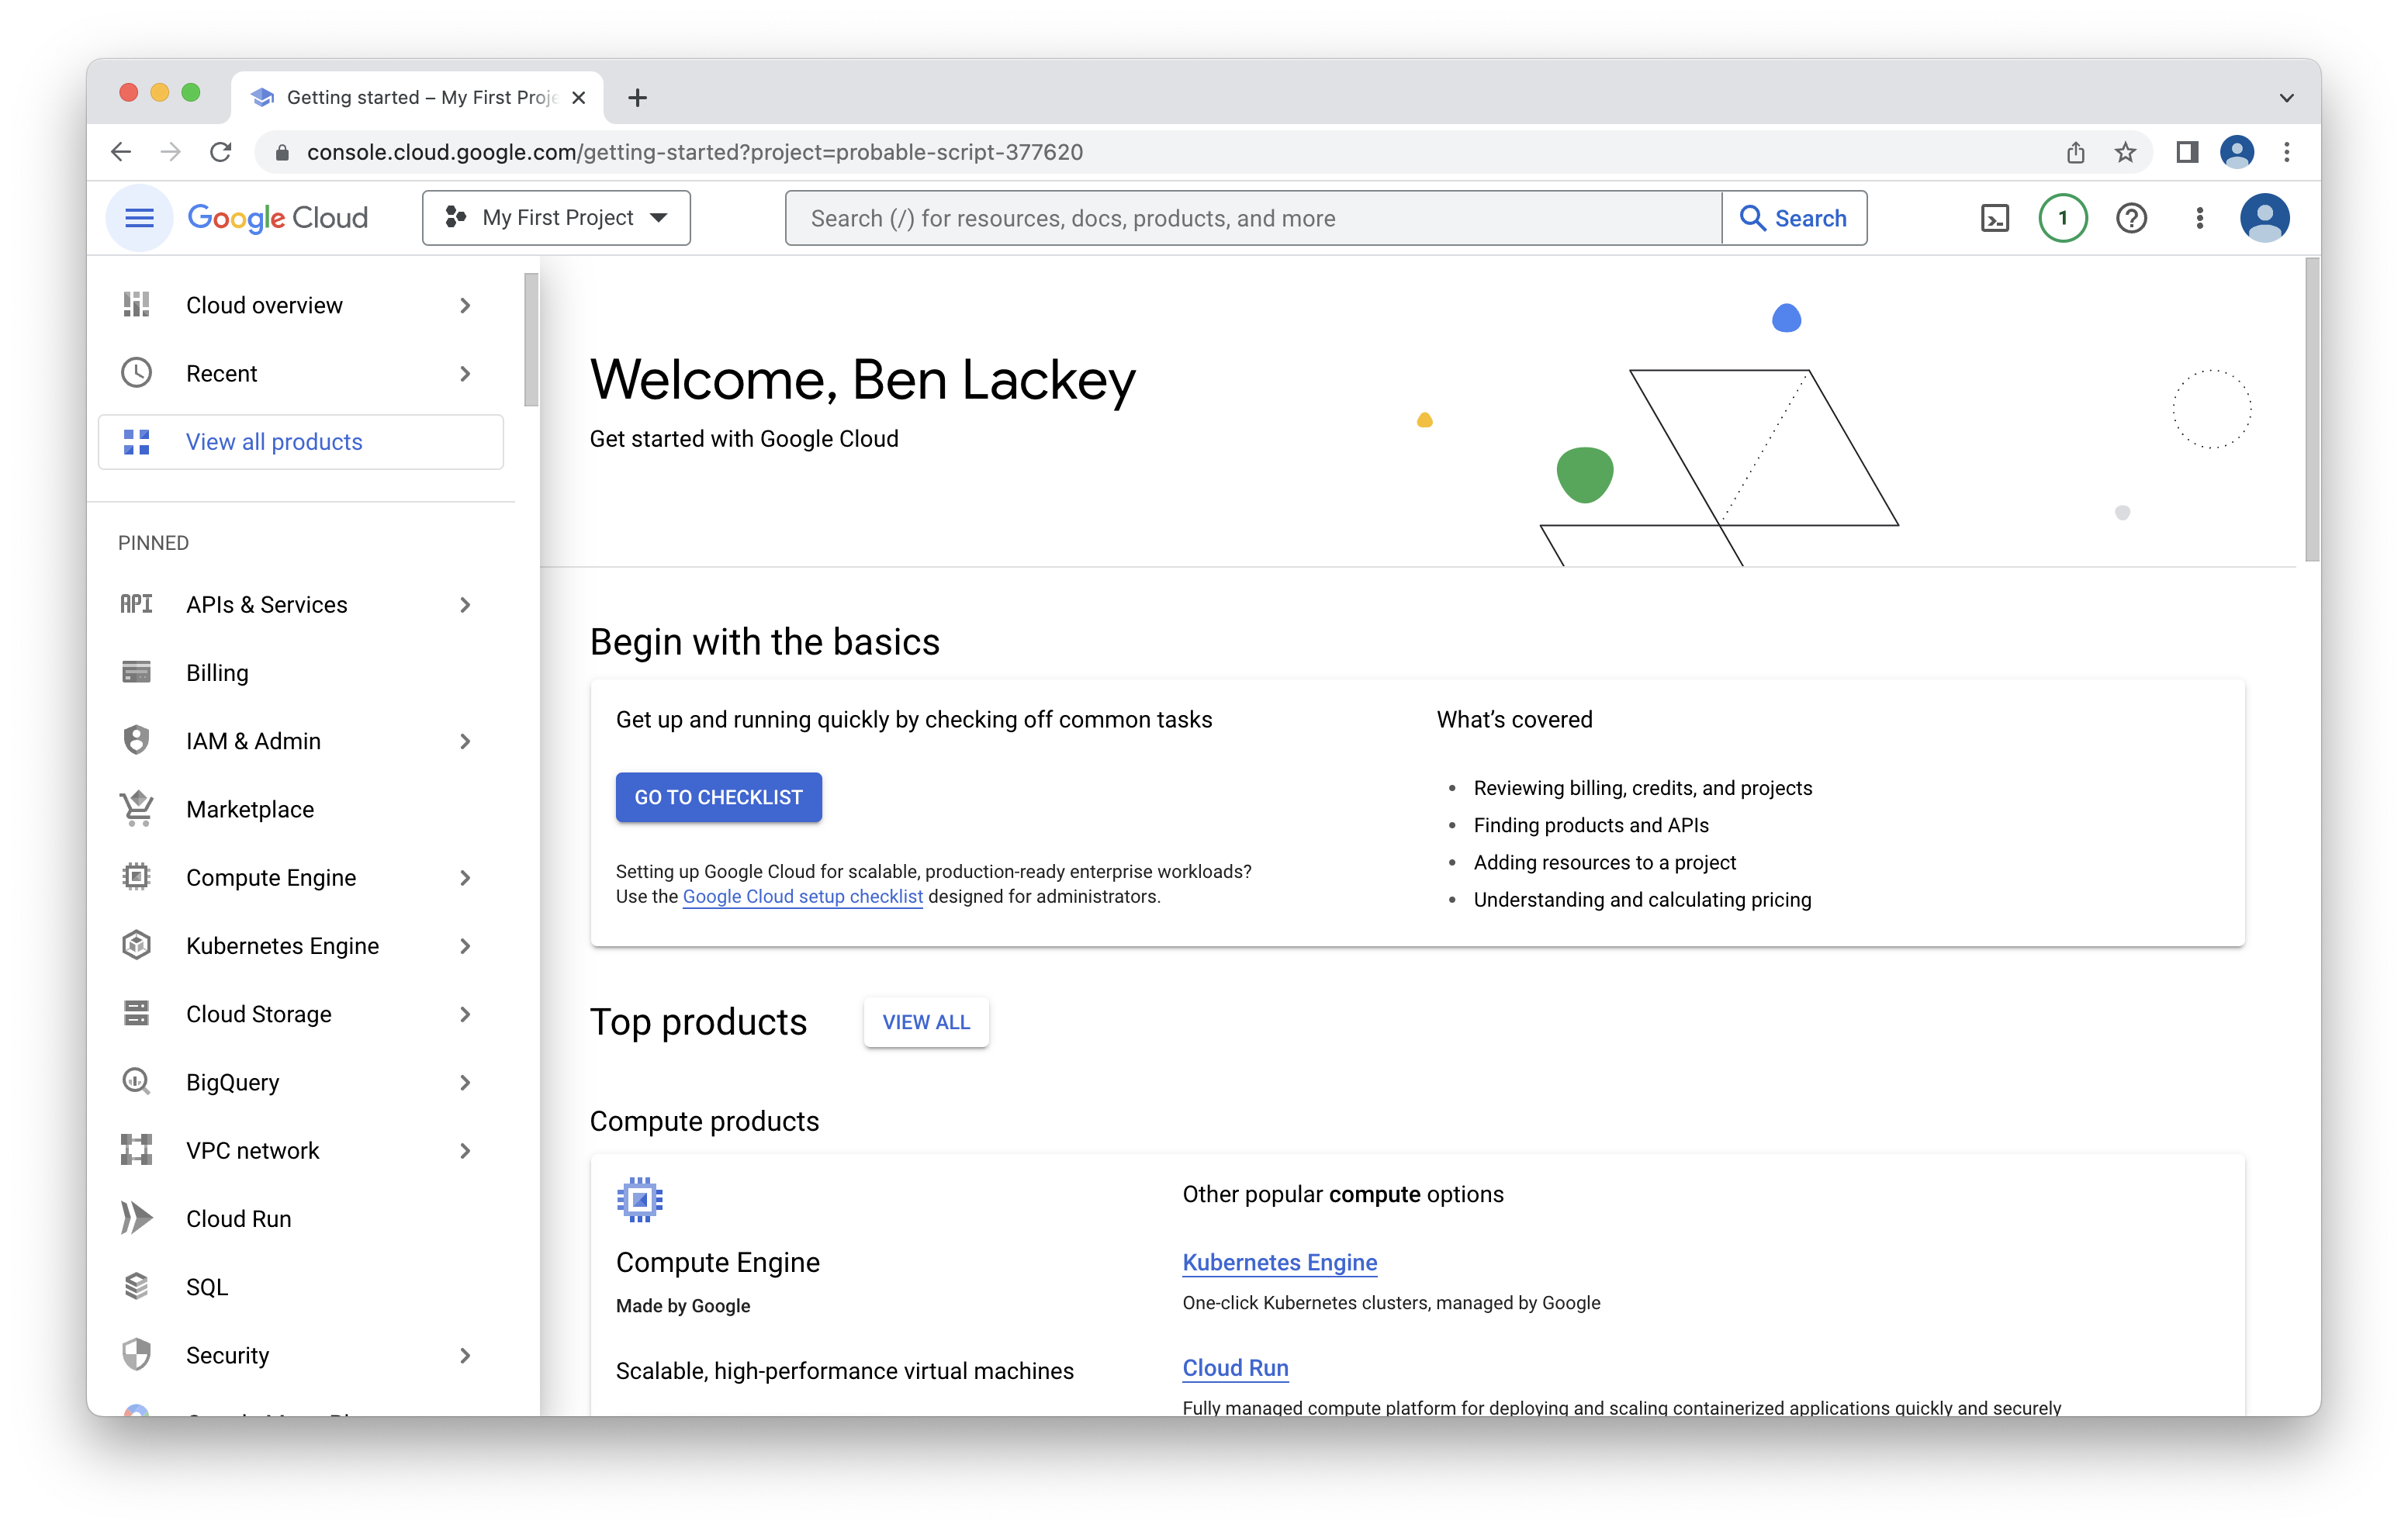 Getting started – My First Proje
console.cloud.google.com/getting-started?project=probable-script-377620
Google Cloud
My First Project
Search (/) for resources, docs, products, and more
Search
1
Cloud overview
Recent
View all products
PINNED
API
APIs & Services
Billing
IAM & Admin
Marketplace
Compute Engine
Kubernetes Engine
Cloud Storage
BigQuery
VPC network
Cloud Run
SQL
Security
Welcome, Ben Lackey
Get started with Google Cloud
Begin with the basics
Get up and running quickly by checking off common tasks
GO TO CHECKLIST
Setting up Google Cloud for scalable, production-ready enterprise workloads?
Use the Google Cloud setup checklist designed for administrators.
What’s covered
Reviewing billing, credits, and projects
Finding products and APIs
Adding resources to a project
Understanding and calculating pricing
Top products
VIEW ALL
Compute products
Compute Engine
Made by Google
Scalable, high-performance virtual machines
Other popular compute options
Kubernetes Engine
One-click Kubernetes clusters, managed by Google
Cloud Run
Fully managed compute platform for deploying and scaling containerized applications quickly and securely